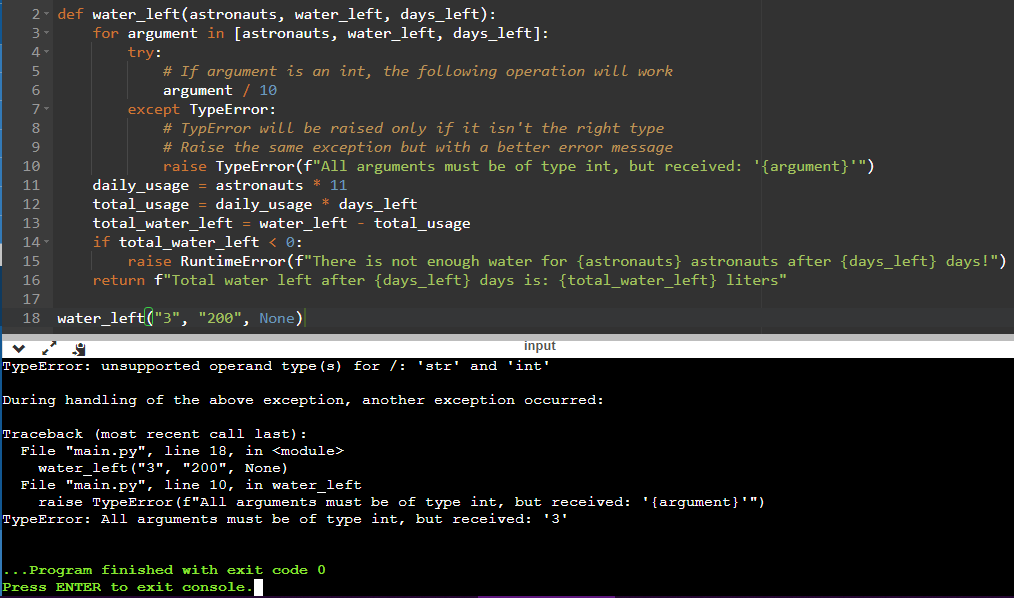 2 def water_left(astronauts, water_left, days_left):
3     for argument in [astronauts, water_left, days_left]:
4         try:
5             # If argument is an int, the following operation will work
6             argument / 10
7         except TypeError:
8             # TypError will be raised only if it isn't the right type
9             # Raise the same exception but with a better error message
10             raise TypeError(f"All arguments must be of type int, but received: '{argument}'")
11     daily_usage = astronauts * 11
12     total_usage = daily_usage * days_left
13     total_water_left = water_left - total_usage
14     if total_water_left < 0:
15         raise RuntimeError(f"There is not enough water for {astronauts} astronauts after {days_left} days!")
16     return f"Total water left after {days_left} days is: {total_water_left} liters"
17
18 water_left("3", "200", None)
input
TypeError: unsupported operand type(s) for /: 'str' and 'int'
During handling of the above exception, another exception occurred:
Traceback (most recent call last):
  File "main.py", line 18, in <module>
    water_left("3", "200", None)
  File "main.py", line 10, in water_left
    raise TypeError(f"All arguments must be of type int, but received: '{argument}'")
TypeError: All arguments must be of type int, but received: '3'
...Program finished with exit code 0
Press ENTER to exit console.